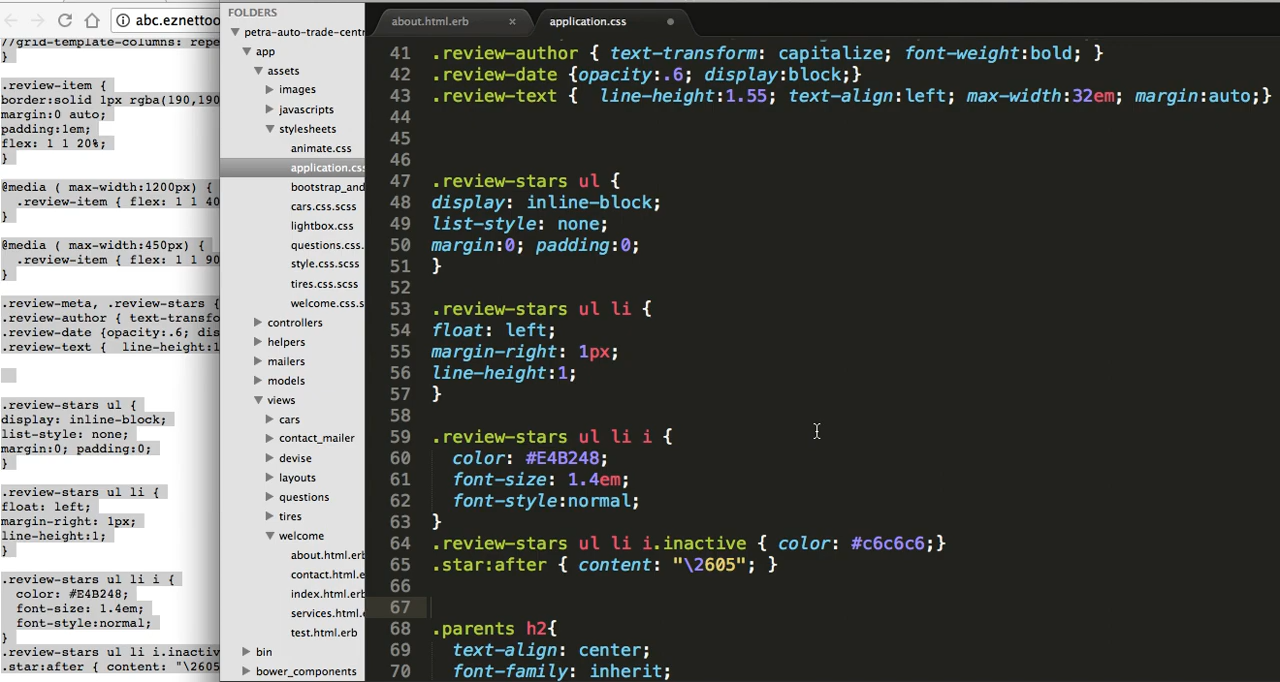 abc.eznettoo
//grid-template-columns: repe
}
.review-item {
border:solid 1px rgba(190,190
margin:0 auto;
padding:1em;
flex: 1 1 20%;
}
@media ( max-width:1200px) {
.review-item { flex: 1 1 40
}
@media ( max-width:450px) {
.review-item { flex: 1 1 90
}
.review-meta, .review-stars {
.review-author { text-transfo
.review-date {opacity:.6; dis
.review-text {  line-height:1
.review-stars ul {
display: inline-block;
list-style: none;
margin:0; padding:0;
}
.review-stars ul li {
float: left;
margin-right: 1px;
line-height:1;
}
.review-stars ul li i {
color: #E4B248;
font-size: 1.4em;
font-style:normal;
}
.review-stars ul li i.inactiv
.star:after { content: "\2605
FOLDERS
petra-auto-trade-centr
app
assets
images
javascripts
stylesheets
animate.css
application.css
bootstrap_and
cars.css.scss
lightbox.css
questions.css.
style.css.scss
tires.css.scss
welcome.css.s
controllers
helpers
mailers
models
views
cars
contact_mailer
devise
layouts
questions
tires
welcome
about.html.erb
contact.html.e
index.html.erb
services.html.
test.html.erb
bin
bower_components
about.html.erb × application.css
41 .review-author { text-transform: capitalize; font-weight:bold; }
42 .review-date {opacity:.6; display:block;}
43 .review-text {  line-height:1.55; text-align:left; max-width:32em; margin:auto;}
44
45
46
47 .review-stars ul {
48 display: inline-block;
49 list-style: none;
50 margin:0; padding:0;
51 }
52
53 .review-stars ul li {
54 float: left;
55 margin-right: 1px;
56 line-height:1;
57 }
58
59 .review-stars ul li i {
60 color: #E4B248;
61 font-size: 1.4em;
62 font-style:normal;
63 }
64 .review-stars ul li i.inactive { color: #c6c6c6;}
65 .star:after { content: "\2605"; }
66
67
68 .parents h2{
69 text-align: center;
70 font-family: inherit;